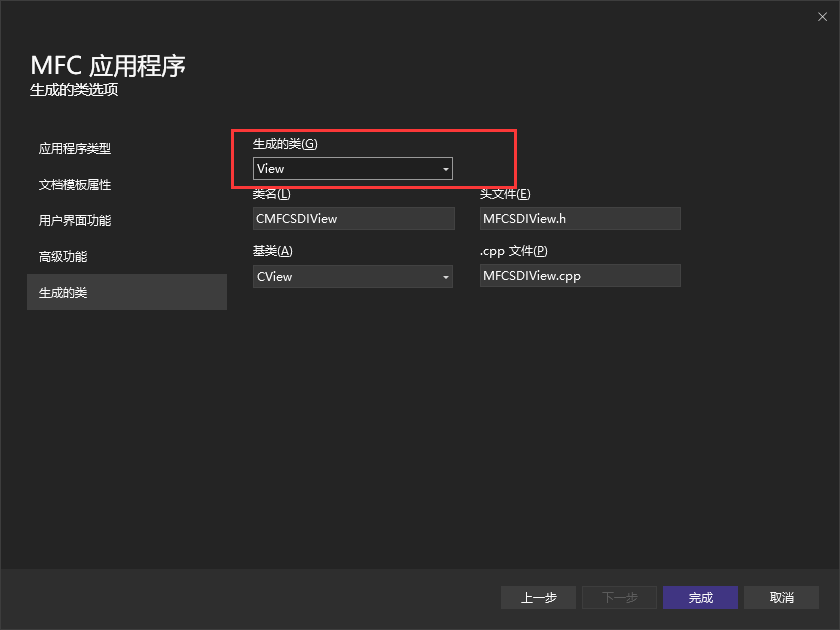 MFC 应用程序
生成的类选项
应用程序类型
文档模板属性
用户界面功能
高级功能
生成的类
生成的类(G)
View
类名(L) 头文件(E)
CMFCSDIView MFCSDIView.h
基类(A) .cpp 文件(P)
CView MFCSDIView.cpp
上一步 下一步 完成 取消